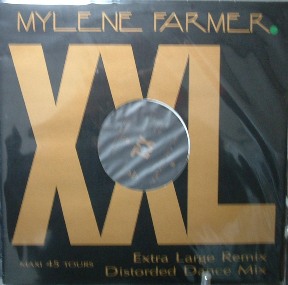 MYLENE FARMER
XXL
Extra Large Remix
MAXI 45 TOURS
Distorded Dance Mix